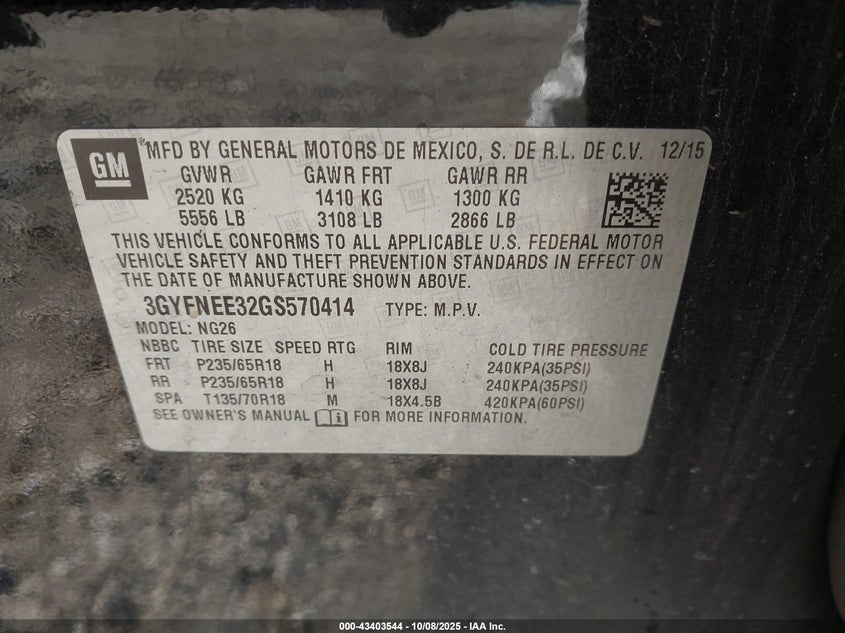 GM ® MFD BY GENERAL MOTORS DE MEXICO, S. DE R.L. DE C.V. 12/15
GVWR GAWR FRT GAWR RR
2520 KG 1410 KG 1300 KG
5556 LB 3108 LB 2866 LB
THIS VEHICLE CONFORMS TO ALL APPLICABLE U.S. FEDERAL MOTOR
VEHICLE SAFETY AND THEFT PREVENTION STANDARDS IN EFFECT ON
THE DATE OF MANUFACTURE SHOWN ABOVE.
3GYFNEE32GS570414 TYPE: M.P.V.
MODEL: NG26
NBBC TIRE SIZE SPEED RTG RIM COLD TIRE PRESSURE
FRT P235/65R18 H 18X8J 240KPA(35PSI)
RR P235/65R18 H 18X8J 240KPA(35PSI)
SPA T135/70R18 M 18X4.5B 420KPA(60PSI)
SEE OWNER'S MANUAL FOR MORE INFORMATION.
000-43403544 | 10/08/2025 - IAA Inc.